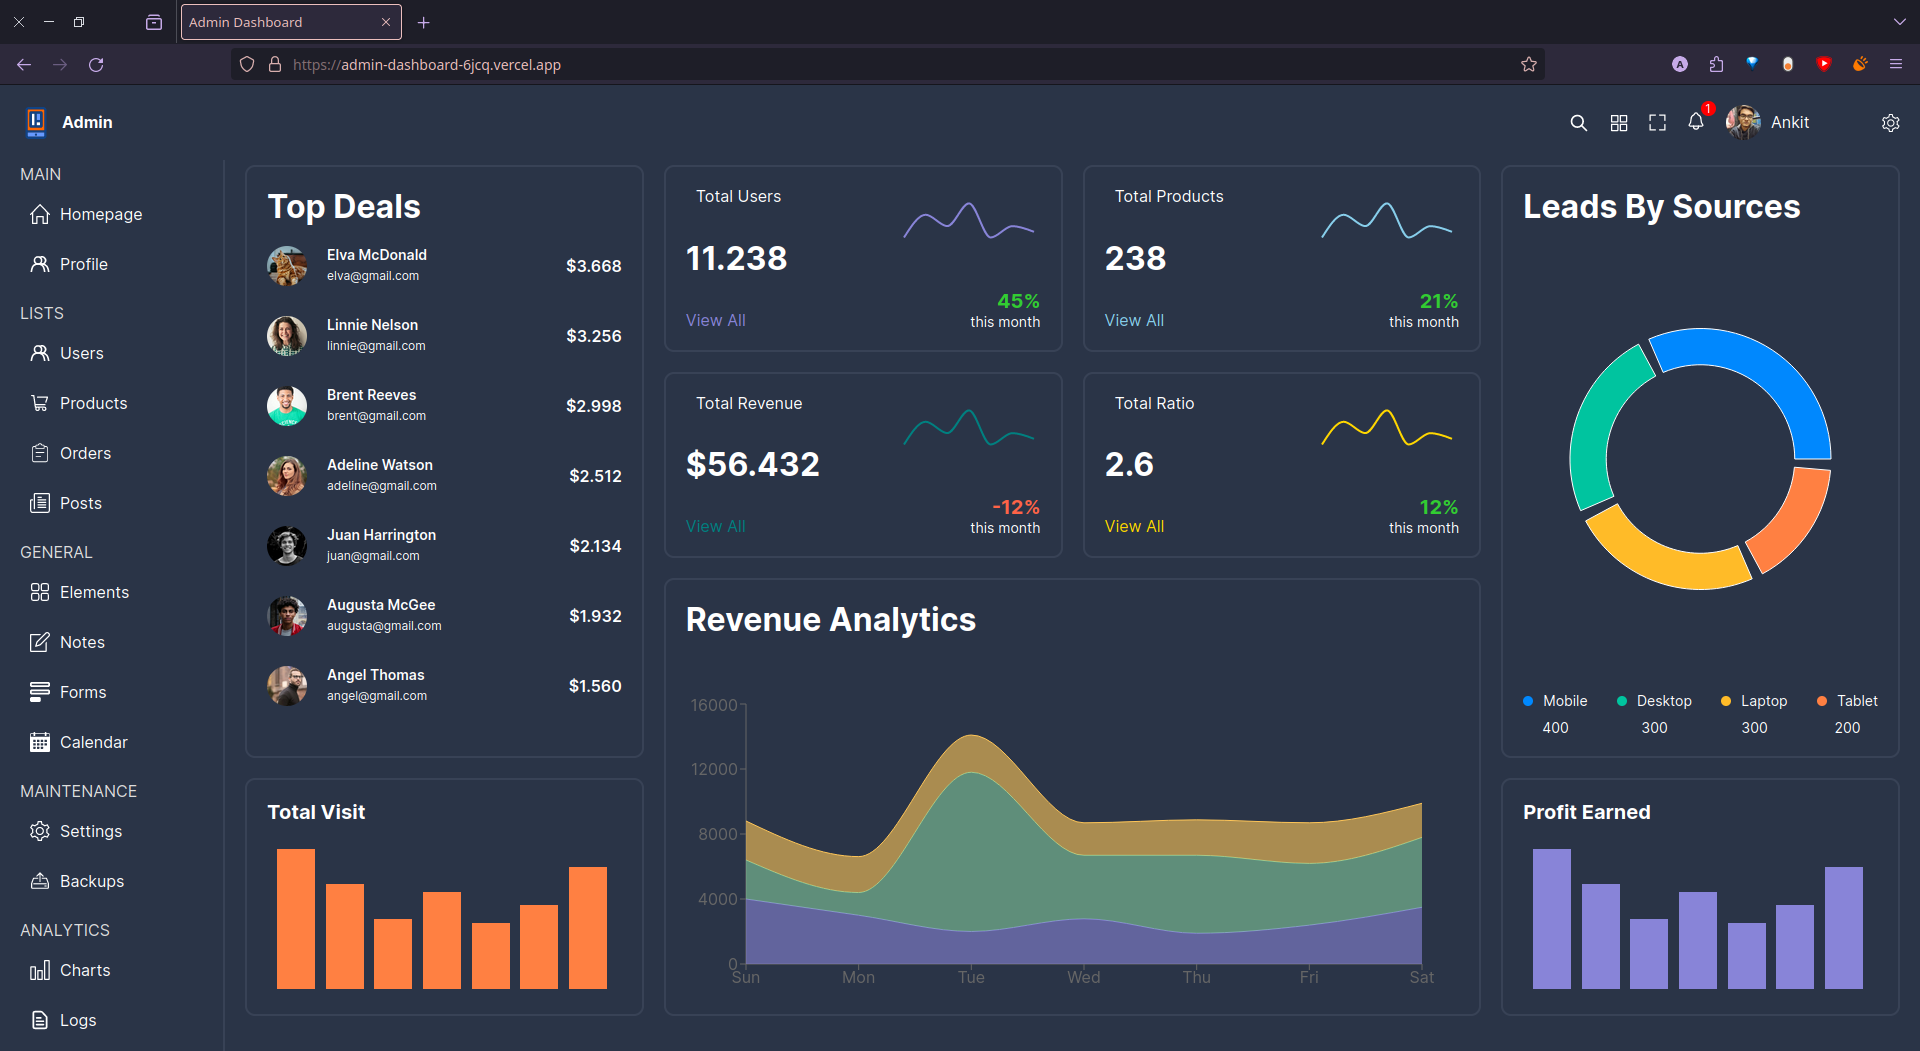 Admin Dashboard
https://admin-dashboard-6jcq.vercel.app
A
Admin
1
Ankit
MAIN
Homepage
Profile
LISTS
Users
Products
Orders
Posts
GENERAL
Elements
Notes
Forms
Calendar
MAINTENANCE
Settings
Backups
ANALYTICS
Charts
Logs
Top Deals
Elva McDonald
elva@gmail.com
$3.668
Linnie Nelson
linnie@gmail.com
$3.256
Brent Reeves
brent@gmail.com
$2.998
Adeline Watson
adeline@gmail.com
$2.512
Juan Harrington
juan@gmail.com
$2.134
Augusta McGee
augusta@gmail.com
$1.932
Angel Thomas
angel@gmail.com
$1.560
Total Visit
Total Users
11.238
View All
45%
this month
Total Products
238
View All
21%
this month
Total Revenue
$56.432
View All
-12%
this month
Total Ratio
2.6
View All
12%
this month
Revenue Analytics
16000
12000
8000
4000
0
Sun Mon Tue Wed Thu Fri Sat
Leads By Sources
Mobile Desktop Laptop Tablet
400 300 300 200
Profit Earned